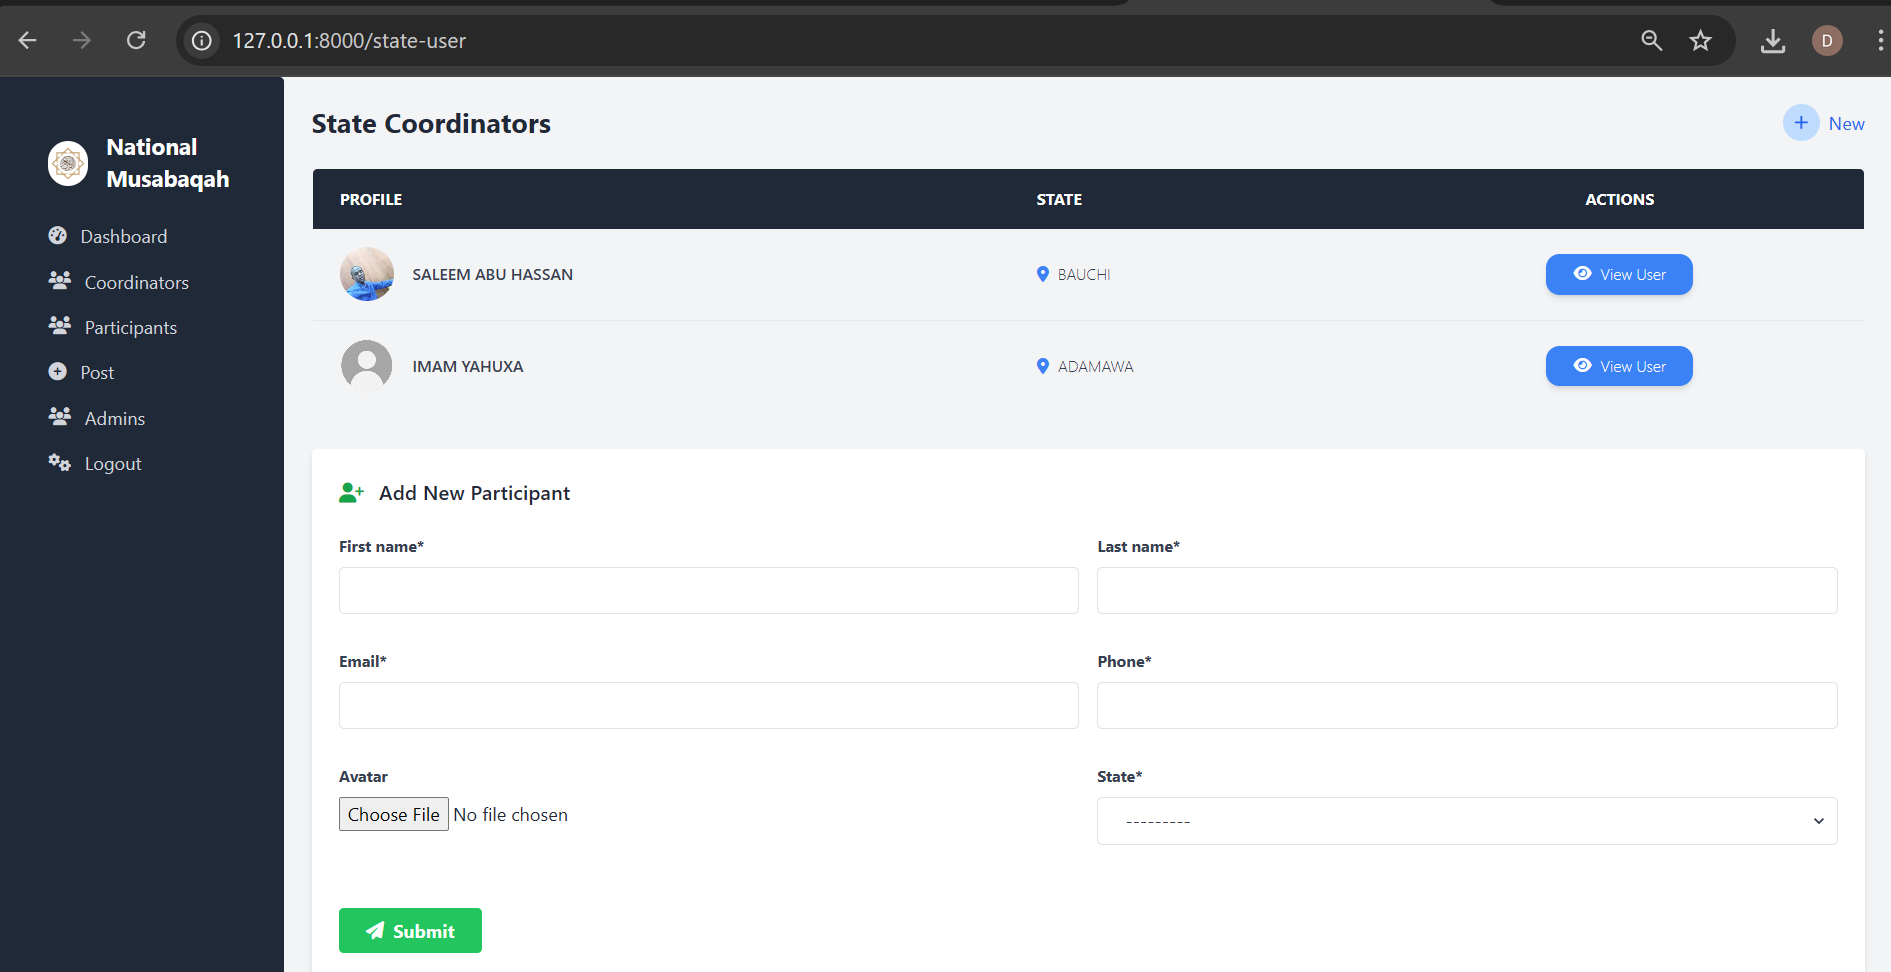 127.0.0.1:8000/state-user
D
National
Musabaqah
Dashboard
Coordinators
Participants
Post
Admins
Logout
State Coordinators
+ New
PROFILE STATE ACTIONS
SALEEM ABU HASSAN BAUCHI View User
IMAM YAHUXA ADAMAWA View User
Add New Participant
First name* Last name*
Email* Phone*
Avatar State*
Choose File No file chosen ---------
Submit